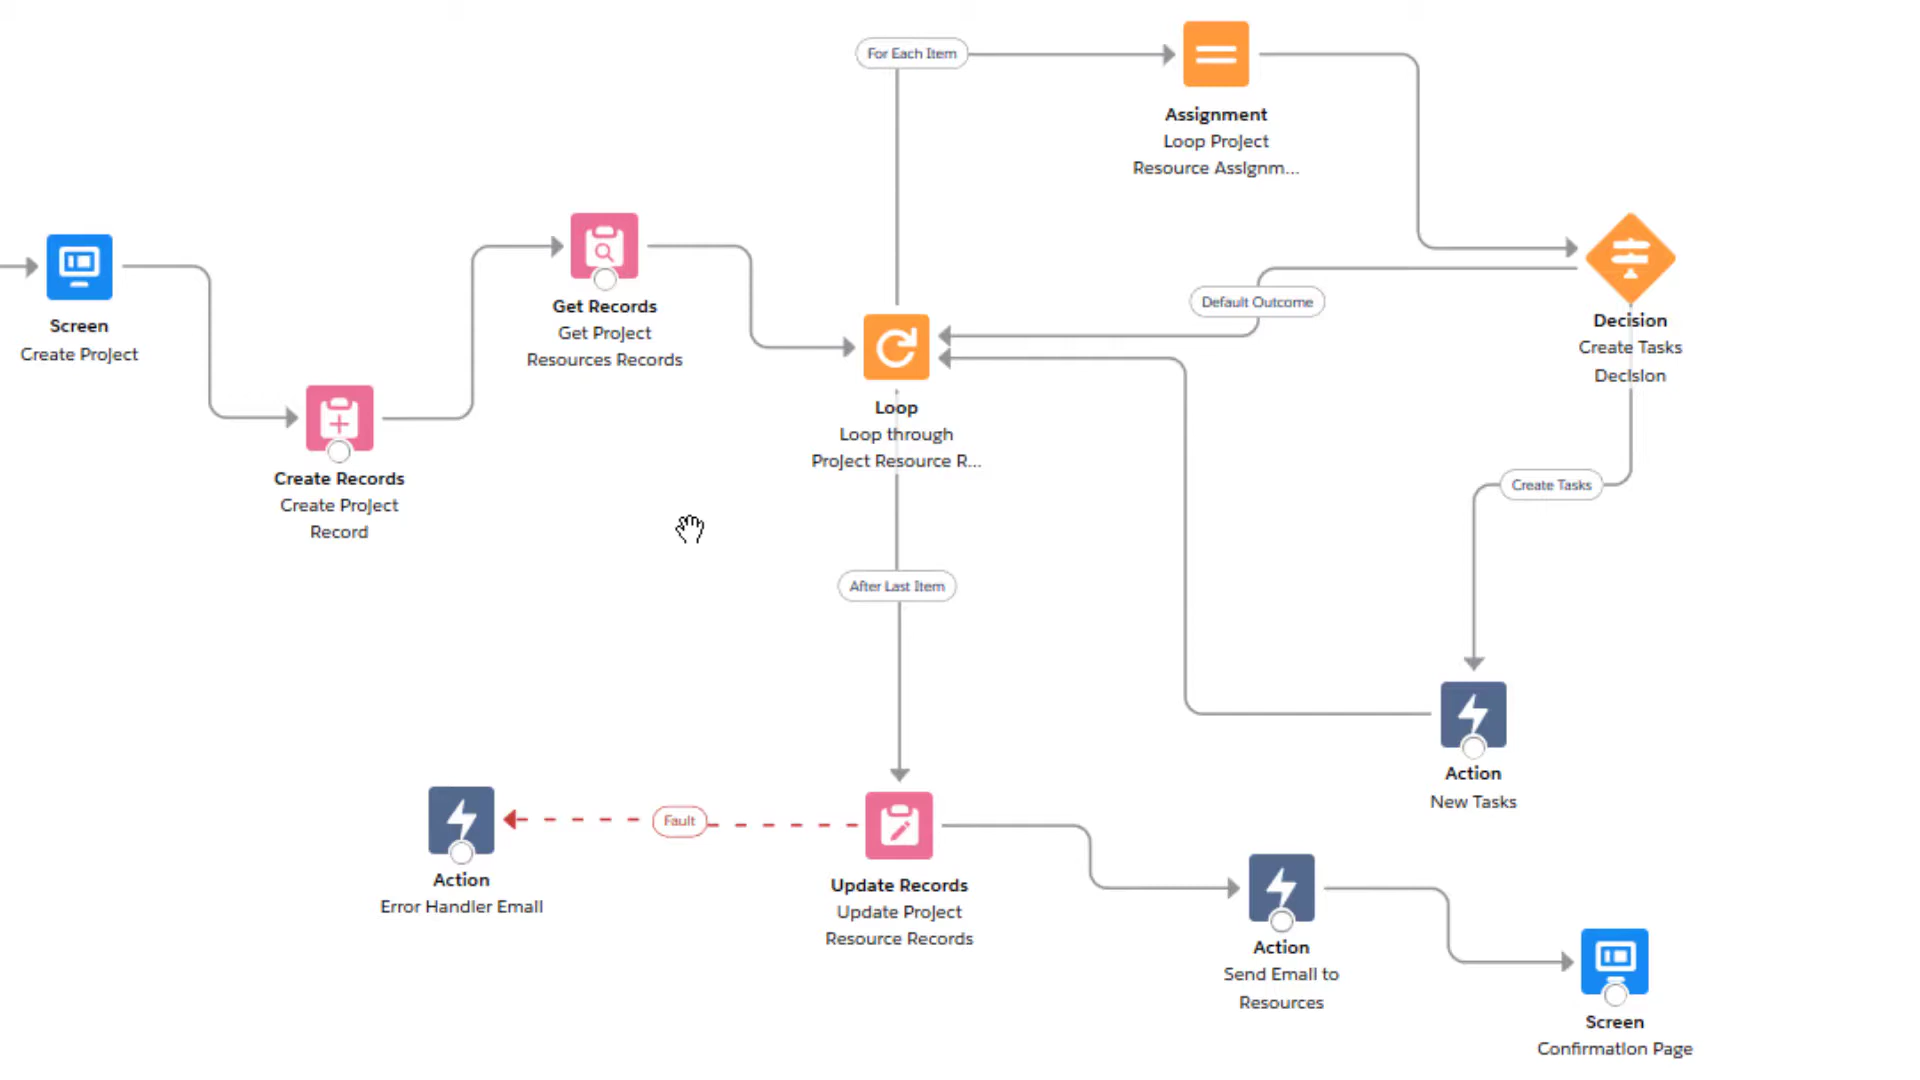 For Each Item
Assignment
Loop Project
Resource Assignm...
Screen
Create Project
Get Records
Get Project
Resources Records
Default Outcome
Decision
Create Tasks
Decision
Loop
Loop through
Project Resource R...
Create Records
Create Project
Record
Create Tasks
After Last Item
Action
New Tasks
Fault
Action
Error Handler Email
Update Records
Update Project
Resource Records
Action
Send Email to
Resources
Screen
Confirmation Page